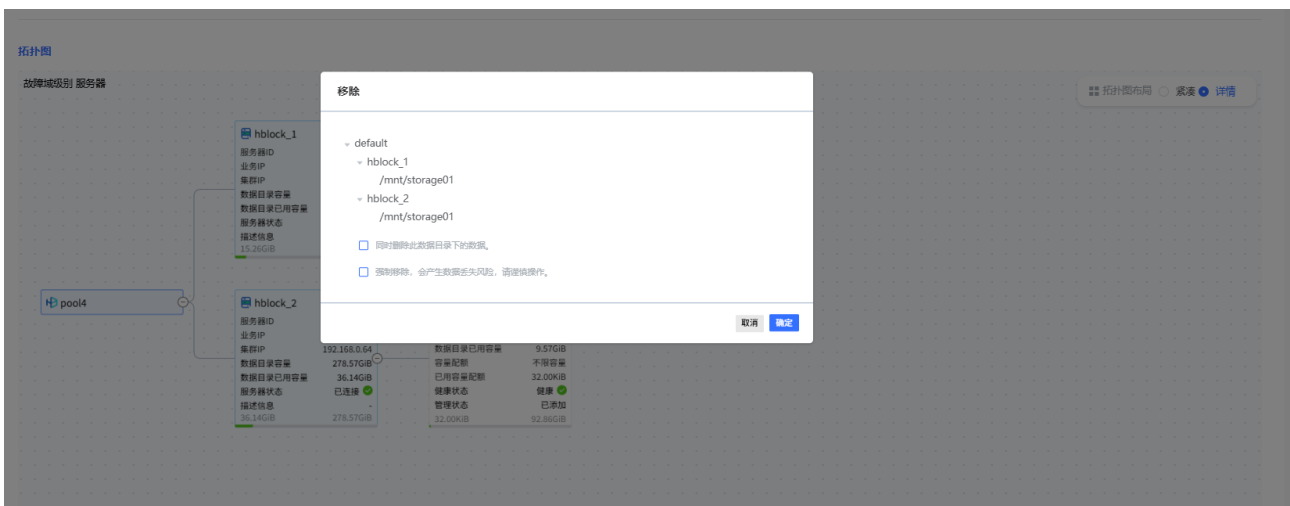 拓扑图
故障域级别 服务器
拓扑图布局 紧凑 详情
移除
default
hblock_1
/mnt/storage01
hblock_2
/mnt/storage01
同时删除此数据目录下的数据。
强制移除，会产生数据丢失风险，请谨慎操作。
取消 确定
hblock_1
服务器ID
业务IP
集群IP
数据目录容量
数据目录已用容量
服务器状态
描述信息
15.26GiB
pool4
hblock_2
服务器ID
业务IP
集群IP 192.168.0.64
数据目录容量 278.57GiB
数据目录已用容量 36.14GiB
服务器状态 已连接
描述信息 -
36.14GiB 278.57GiB
数据目录已用容量 9.57GiB
容量配额 不限容量
已用容量配额 32.00KiB
健康状态 健康
管理状态 已添加
32.00KiB 92.86GiB